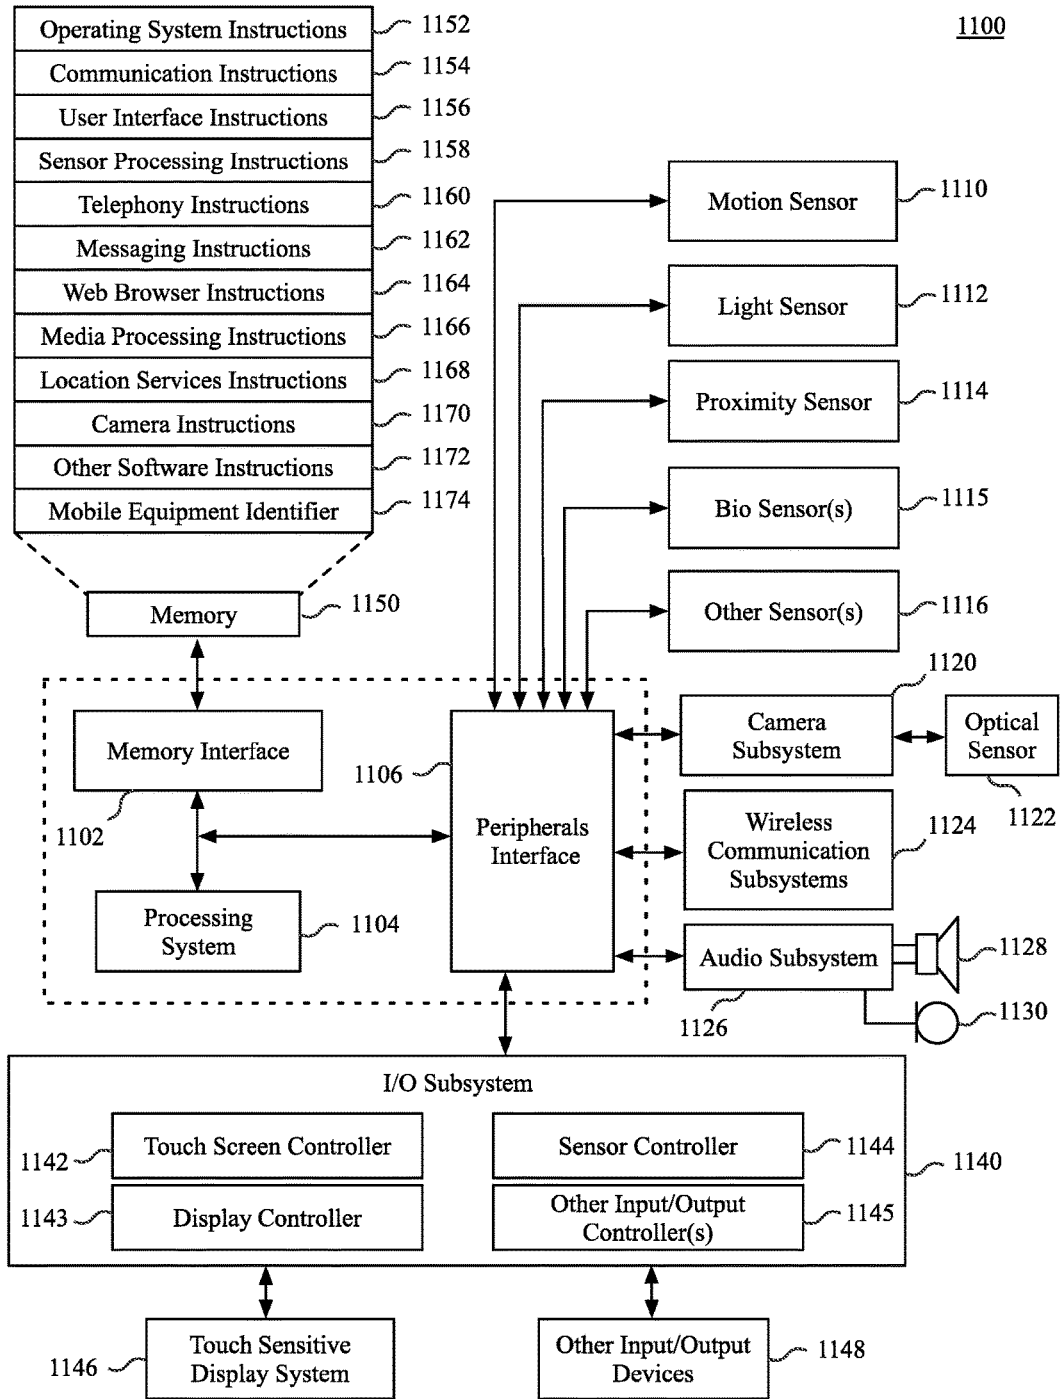 1100
Operating System Instructions 1152
Communication Instructions 1154
User Interface Instructions 1156
Sensor Processing Instructions 1158
Telephony Instructions 1160
Messaging Instructions 1162
Web Browser Instructions 1164
Media Processing Instructions 1166
Location Services Instructions 1168
Camera Instructions 1170
Other Software Instructions 1172
Mobile Equipment Identifier 1174
Memory 1150
Motion Sensor 1110
Light Sensor 1112
Proximity Sensor 1114
Bio Sensor(s) 1115
Other Sensor(s) 1116
Memory Interface
1102
Processing
System
1104
1106
Peripherals
Interface
1120
Camera
Subsystem
Optical
Sensor
1122
Wireless
Communication
Subsystems
1124
Audio Subsystem
1126
1128
1130
I/O Subsystem
1140
1142 Touch Screen Controller
Sensor Controller 1144
1143 Display Controller
Other Input/Output
Controller(s)
1145
1146
Touch Sensitive
Display System
Other Input/Output
Devices
1148